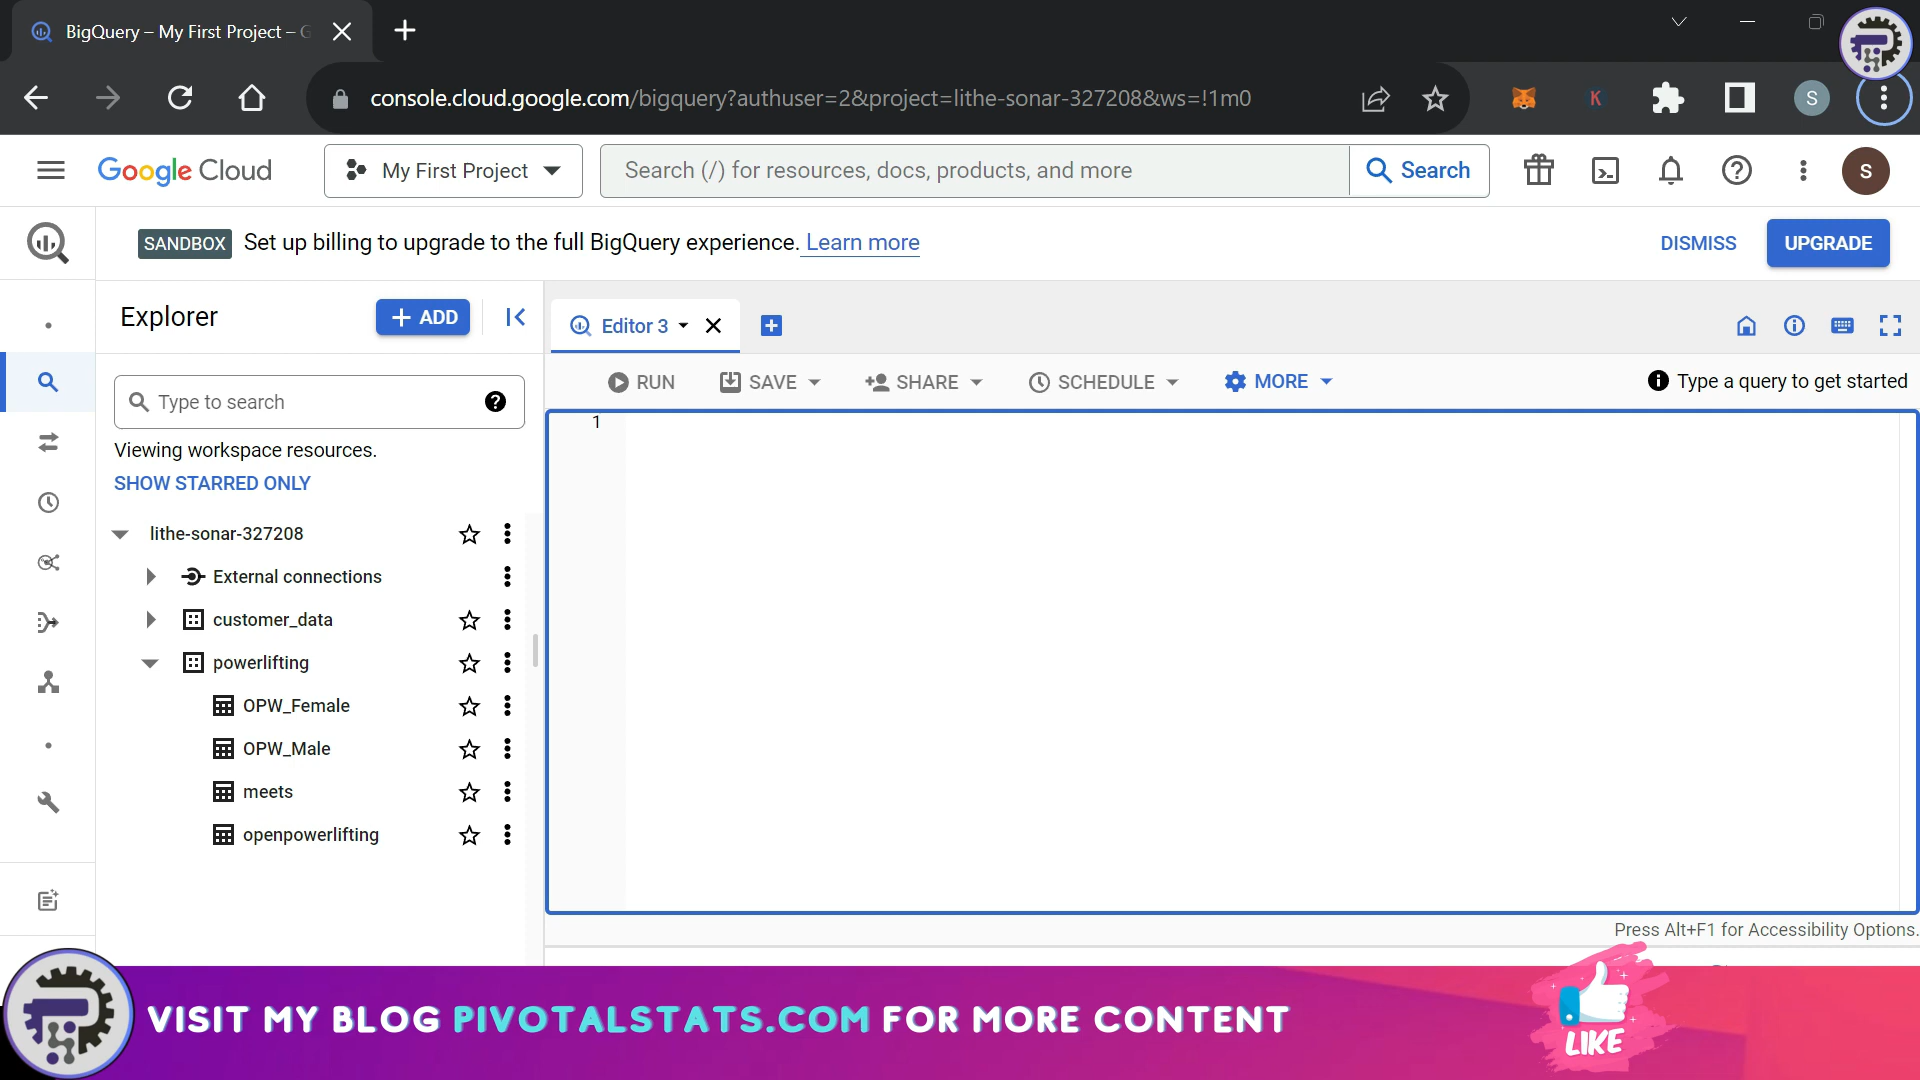 BigQuery – My First Project – G
console.cloud.google.com/bigquery?authuser=2&project=lithe-sonar-327208&ws=!1m0
K
S
Google Cloud
My First Project
Search (/) for resources, docs, products, and more
Search
S
SANDBOX Set up billing to upgrade to the full BigQuery experience. Learn more
DISMISS
UPGRADE
Explorer
ADD
Editor 3
RUN
SAVE
SHARE
SCHEDULE
MORE
Type a query to get started
Type to search
1
Viewing workspace resources.
SHOW STARRED ONLY
lithe-sonar-327208
External connections
customer_data
powerlifting
OPW_Female
OPW_Male
meets
openpowerlifting
Press Alt+F1 for Accessibility Options.
VISIT MY BLOG PIVOTALSTATS.COM FOR MORE CONTENT
LIKE